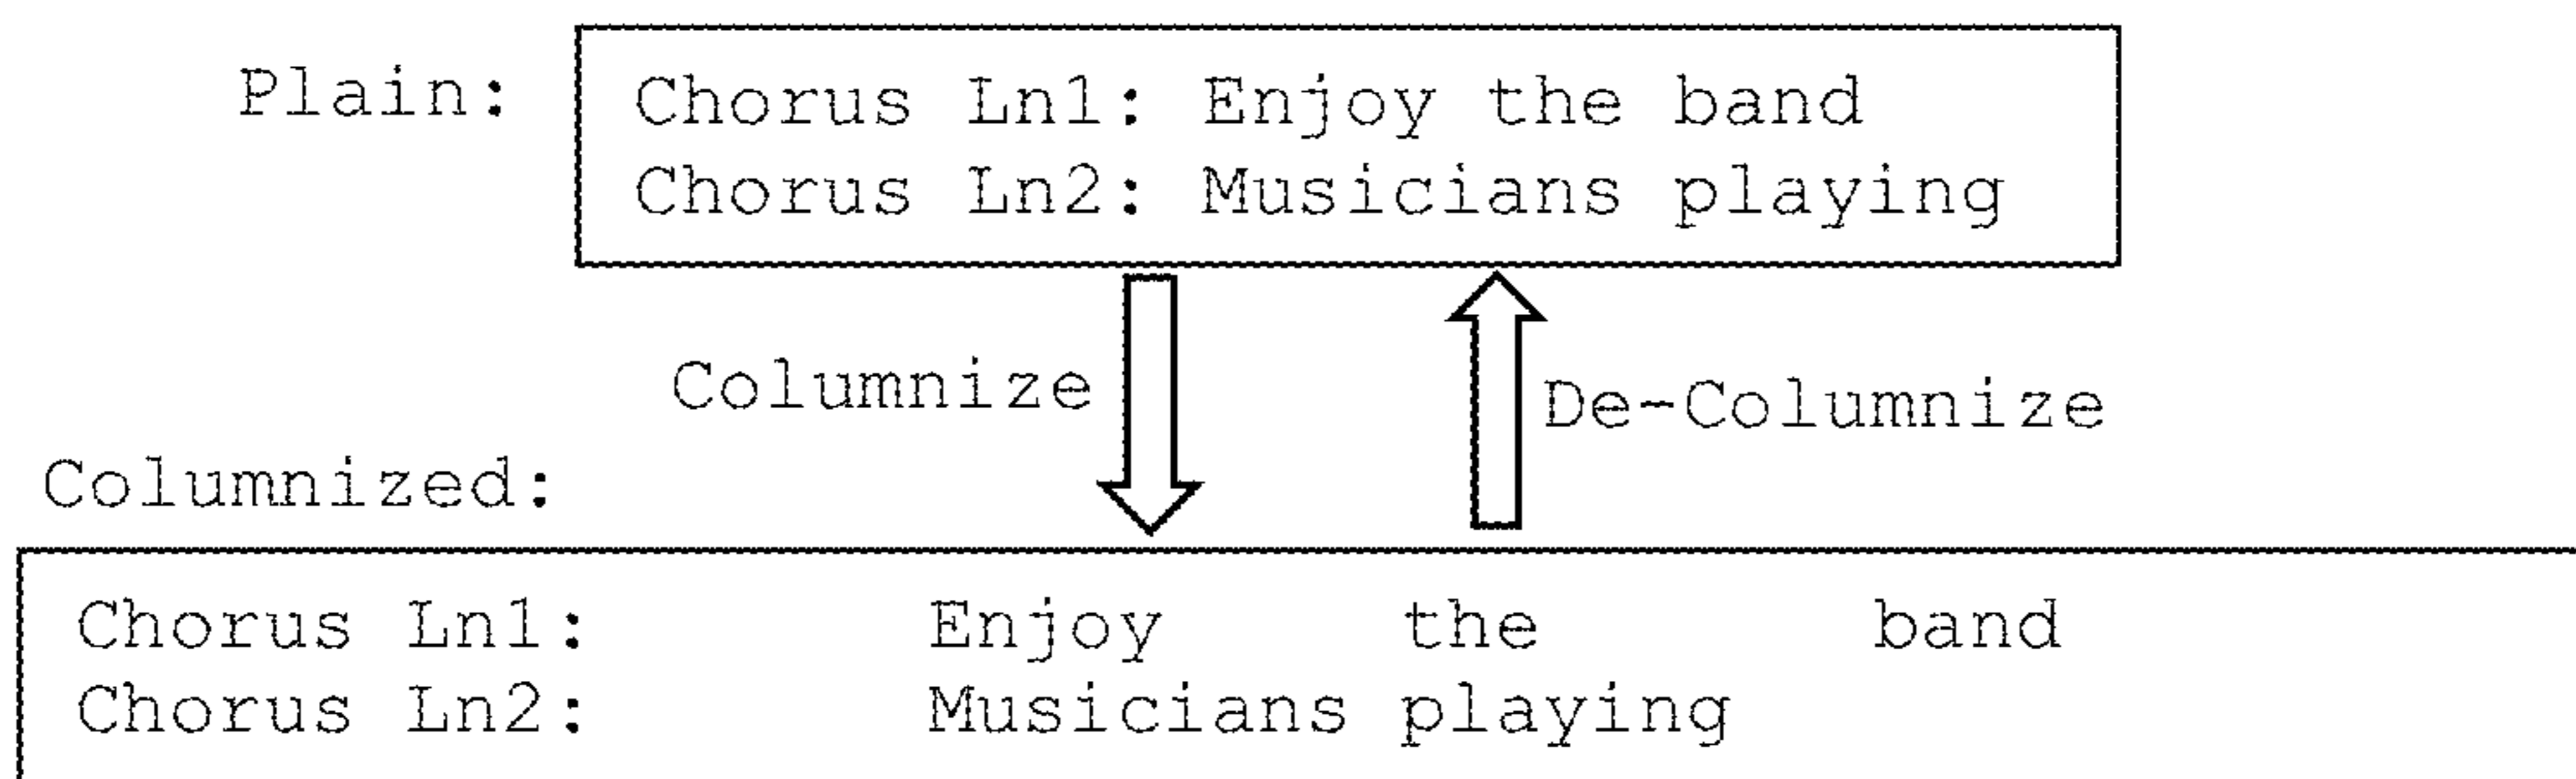 Plain:
Chorus Ln1: Enjoy the band
Chorus Ln2: Musicians playing
Columnize
De-Columnize
Columnized:
Chorus Ln1: Enjoy the band
Chorus Ln2: Musicians playing